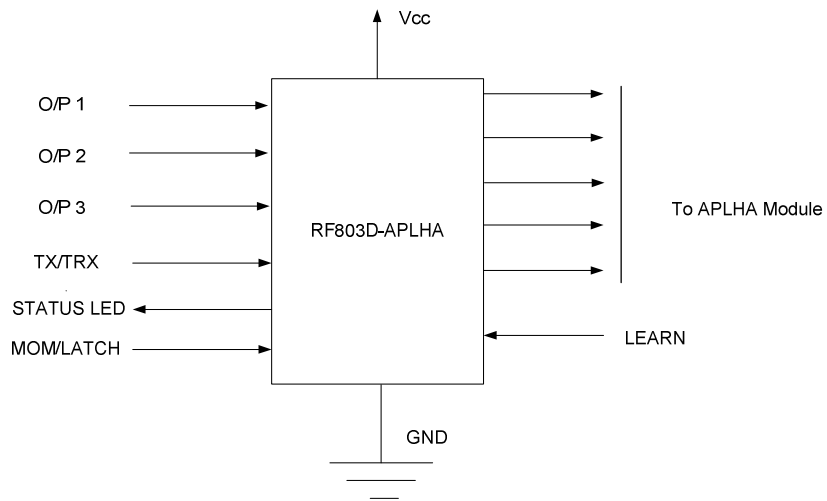 Vcc
O/P 1
O/P 2
O/P 3
TX/TRX
STATUS LED
MOM/LATCH
RF803D-APLHA
To APLHA Module
LEARN
GND